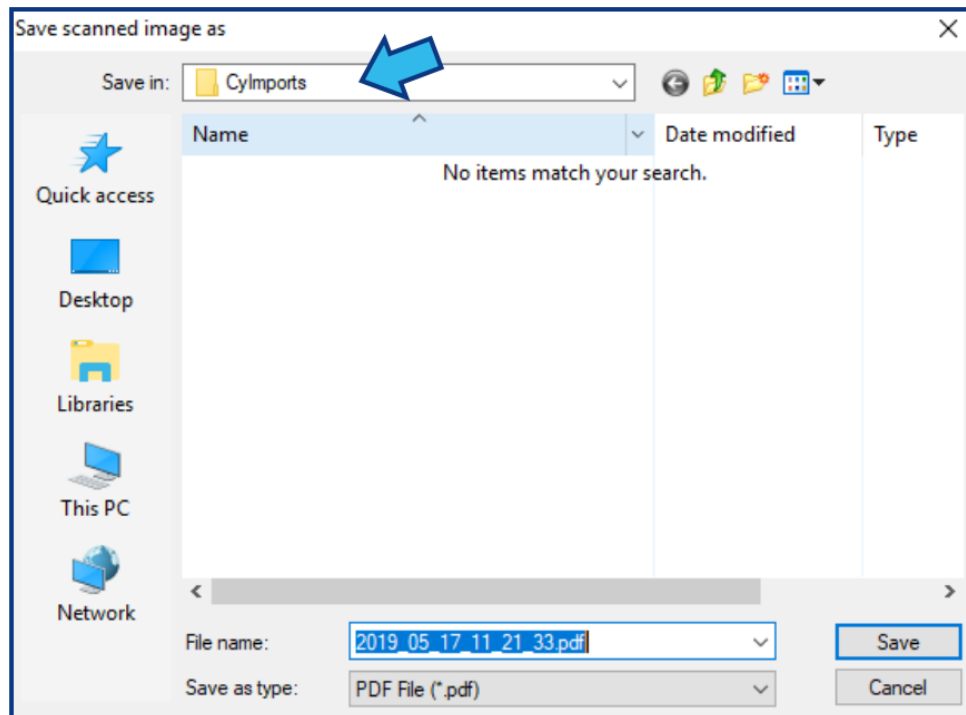 Save scanned image as
Save in: CyImports
Name Date modified Type
No items match your search.
Quick access
Desktop
Libraries
This PC
Network
File name: 2019_05_17_11_21_33.pdf Save
Save as type: PDF File (*.pdf) Cancel